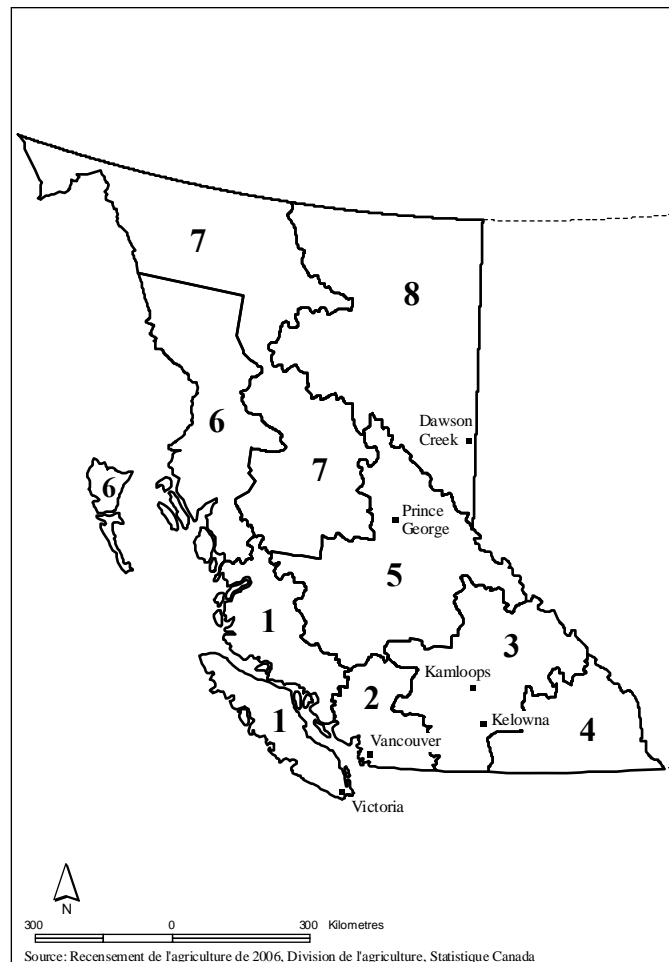 7
8
Dawson
Creek
6
6
7
Prince
George
5
1
3
Kamloops
2
1
Kelowna
4
Vancouver
Victoria
N
300 0 300 Kilometres
Source: Recensement de l'agriculture de 2006, Division de l'agriculture, Statistique Canada